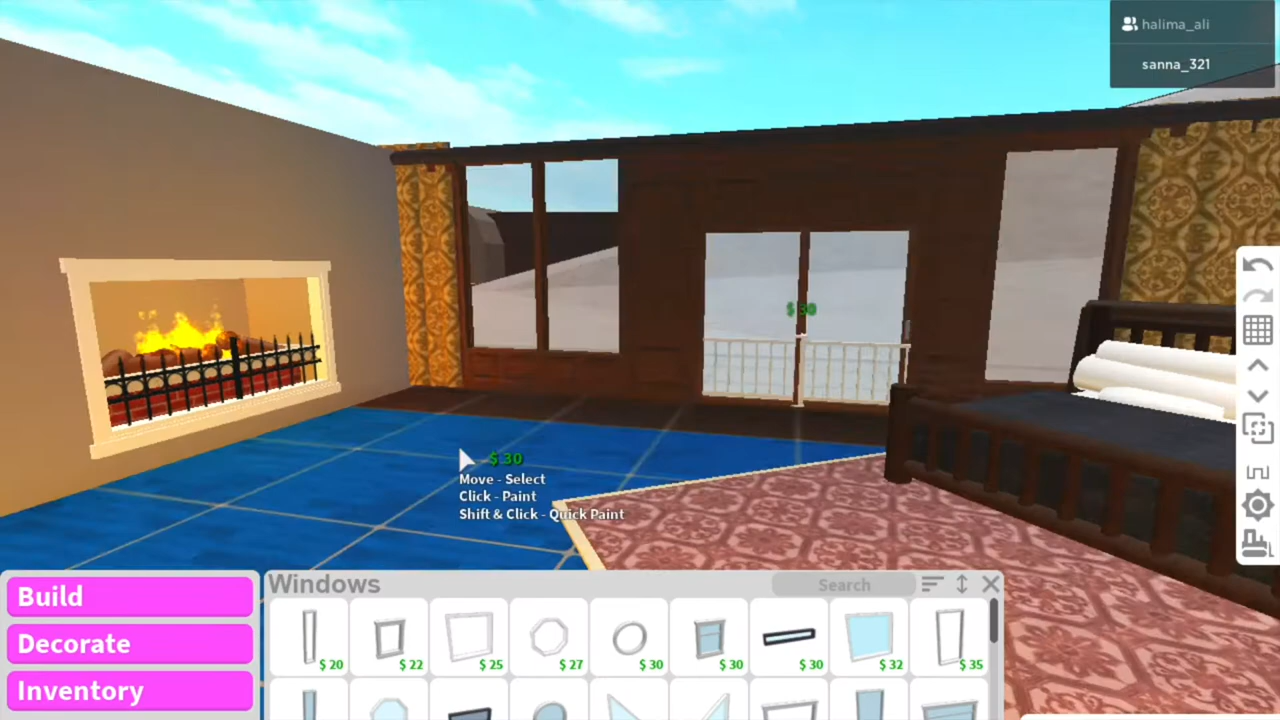 halima_ali
sanna_321
$ 30
$ 30
Move - Select
Click - Paint
Shift & Click - Quick Paint
Build
Decorate
Inventory
Windows
Search
$ 20
$ 22
$ 25
$ 27
$ 30
$ 30
$ 30
$ 32
$ 35